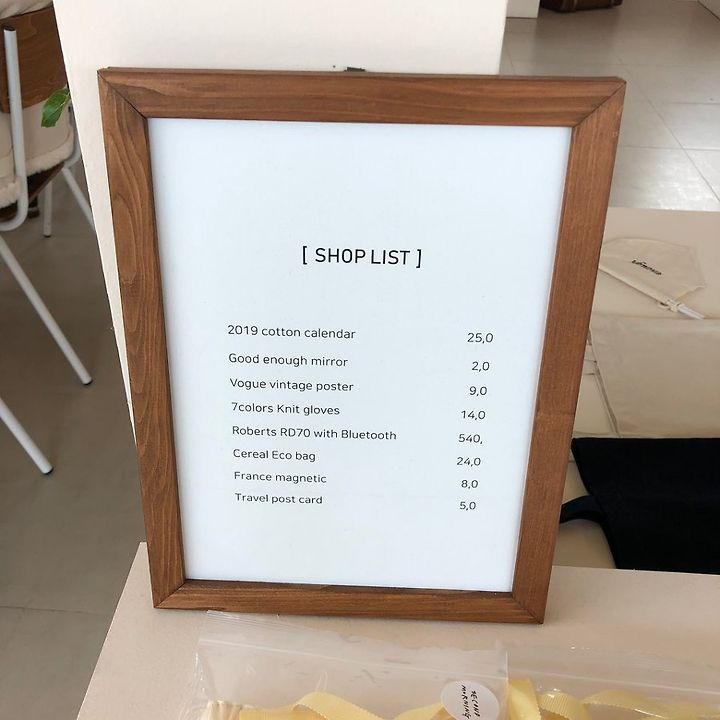 [ SHOP LIST ]
2019 cotton calendar 25,0
Good enough mirror 2,0
Vogue vintage poster 9,0
7colors Knit gloves 14,0
Roberts RD70 with Bluetooth 540,
Cereal Eco bag 24,0
France magnetic 8,0
Travel post card 5,0
MORNING